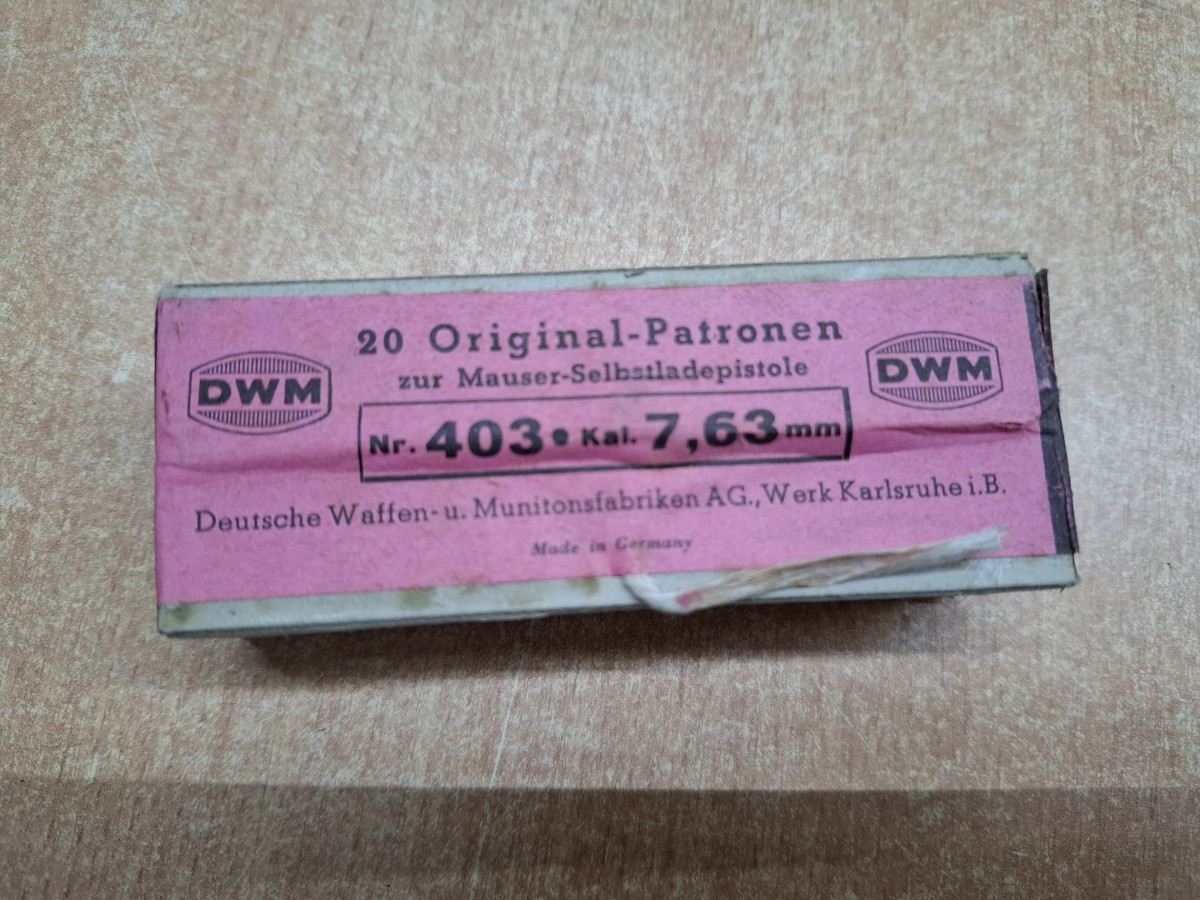 20 Original-Patronen
zur Mauser-Selbstladepistole
DWM
DWM
Nr. 403 • Kal. 7,63 mm
Deutsche Waffen- u. Munitonsfabriken AG., Werk Karlsruhe i.B.
Made in Germany